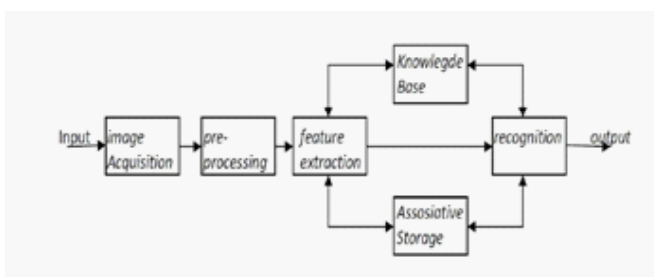 Knowlegde
Base
Input
image
Acquisition
pre-
processing
feature
extraction
recognition
output
Assosiative
Storage